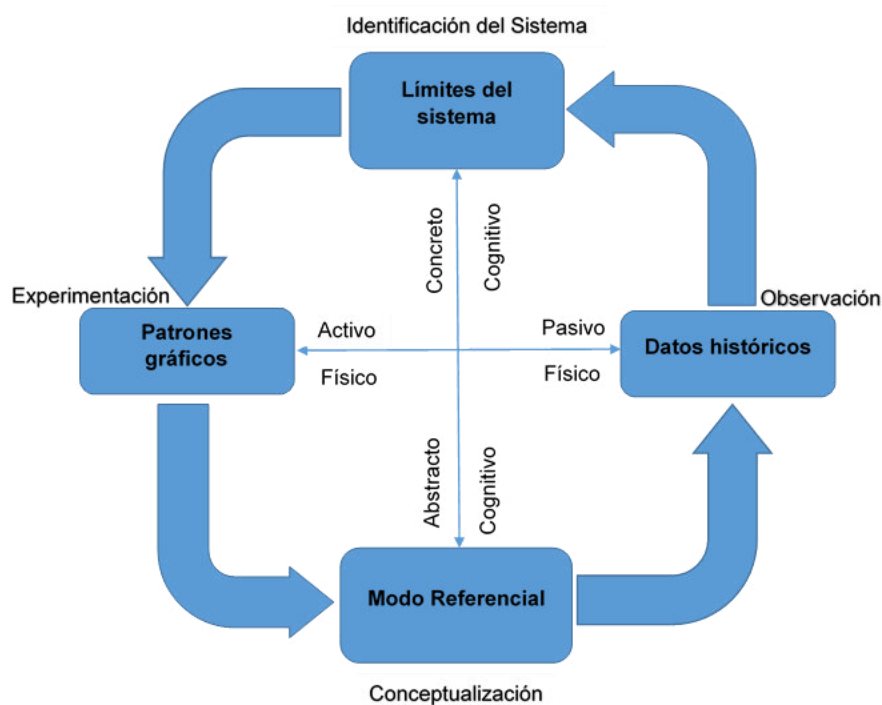 Identificación del Sistema
Límites del
sistema
Concreto
Cognitivo
Experimentación
Observación
Patrones
gráficos
Activo
Pasivo
Datos históricos
Físico
Físico
Abstracto
Cognitivo
Modo Referencial
Conceptualización